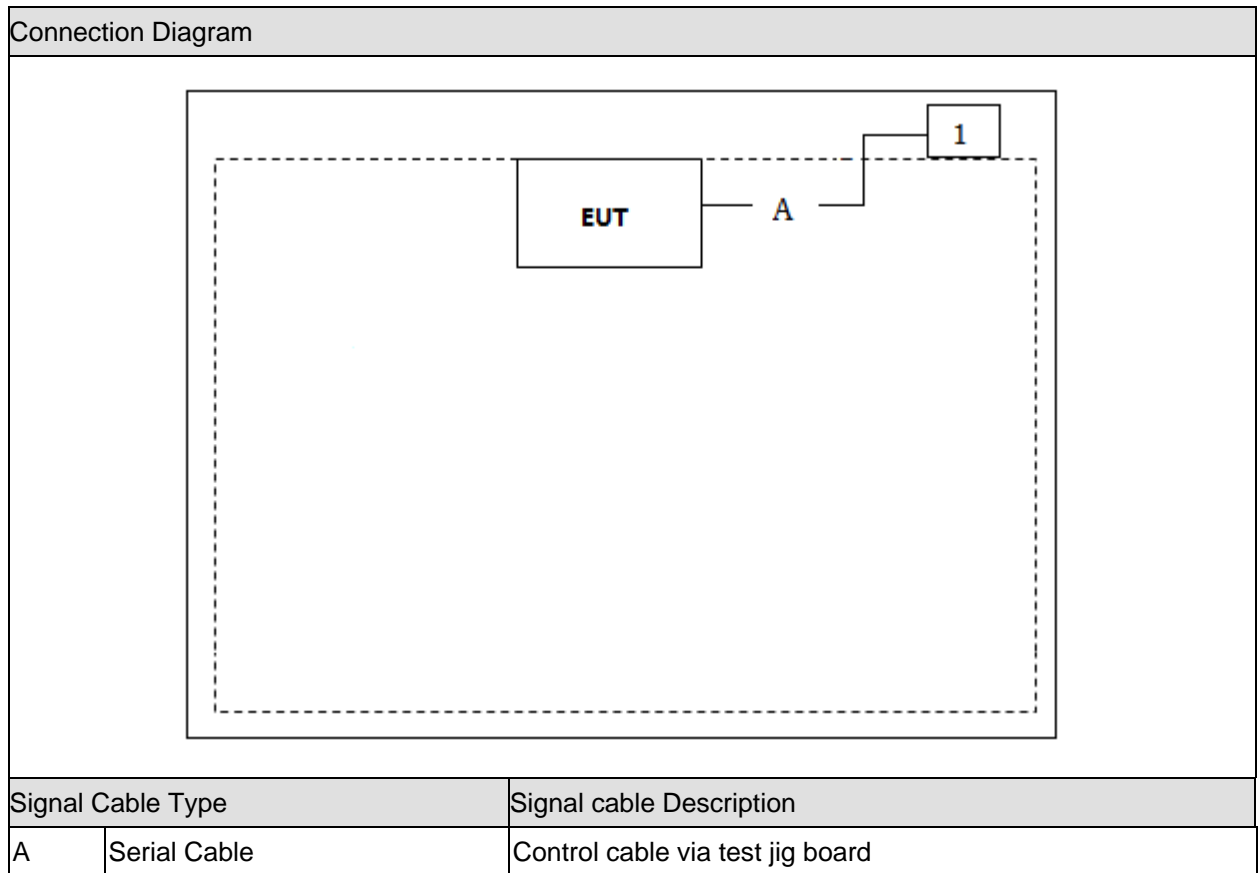 Connection Diagram
1
EUT
A
Signal Cable Type Signal cable Description
A Serial Cable Control cable via test jig board